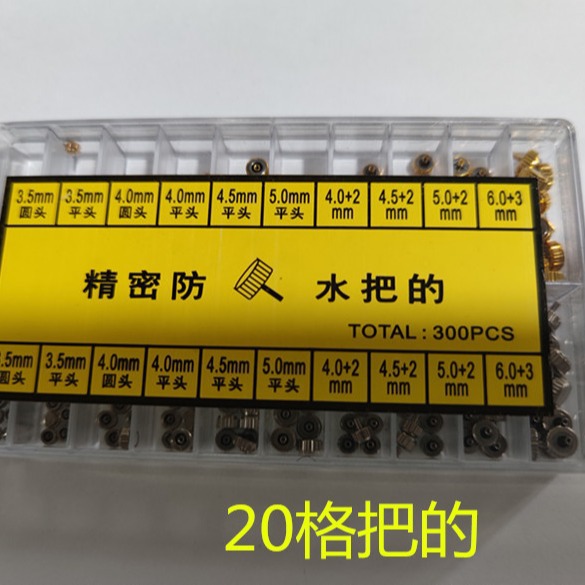 3.5mm 3.5mm 4.0mm 4.0mm 4.5mm 5.0mm 4.0+2 4.5+2 5.0+2 6.0+3
圆头 平头 圆头 平头 平头 平头 mm mm mm mm
精密防 水把的
TOTAL : 300PCS
3.5mm 3.5mm 4.0mm 4.0mm 4.5mm 5.0mm 4.0+2 4.5+2 5.0+2 6.0+3
圆头 平头 圆头 平头 平头 平头 mm mm mm mm
20格把的